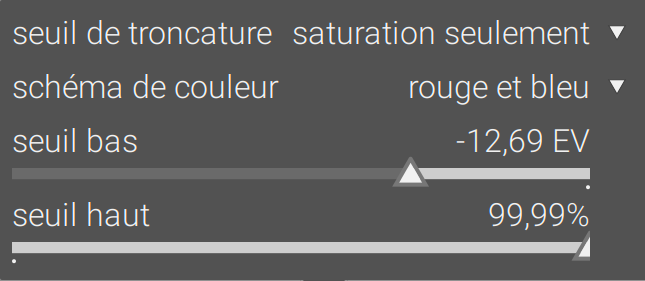 seuil de troncature saturation seulement
schéma de couleur rouge et bleu
seuil bas -12,69 EV
seuil haut 99,99%